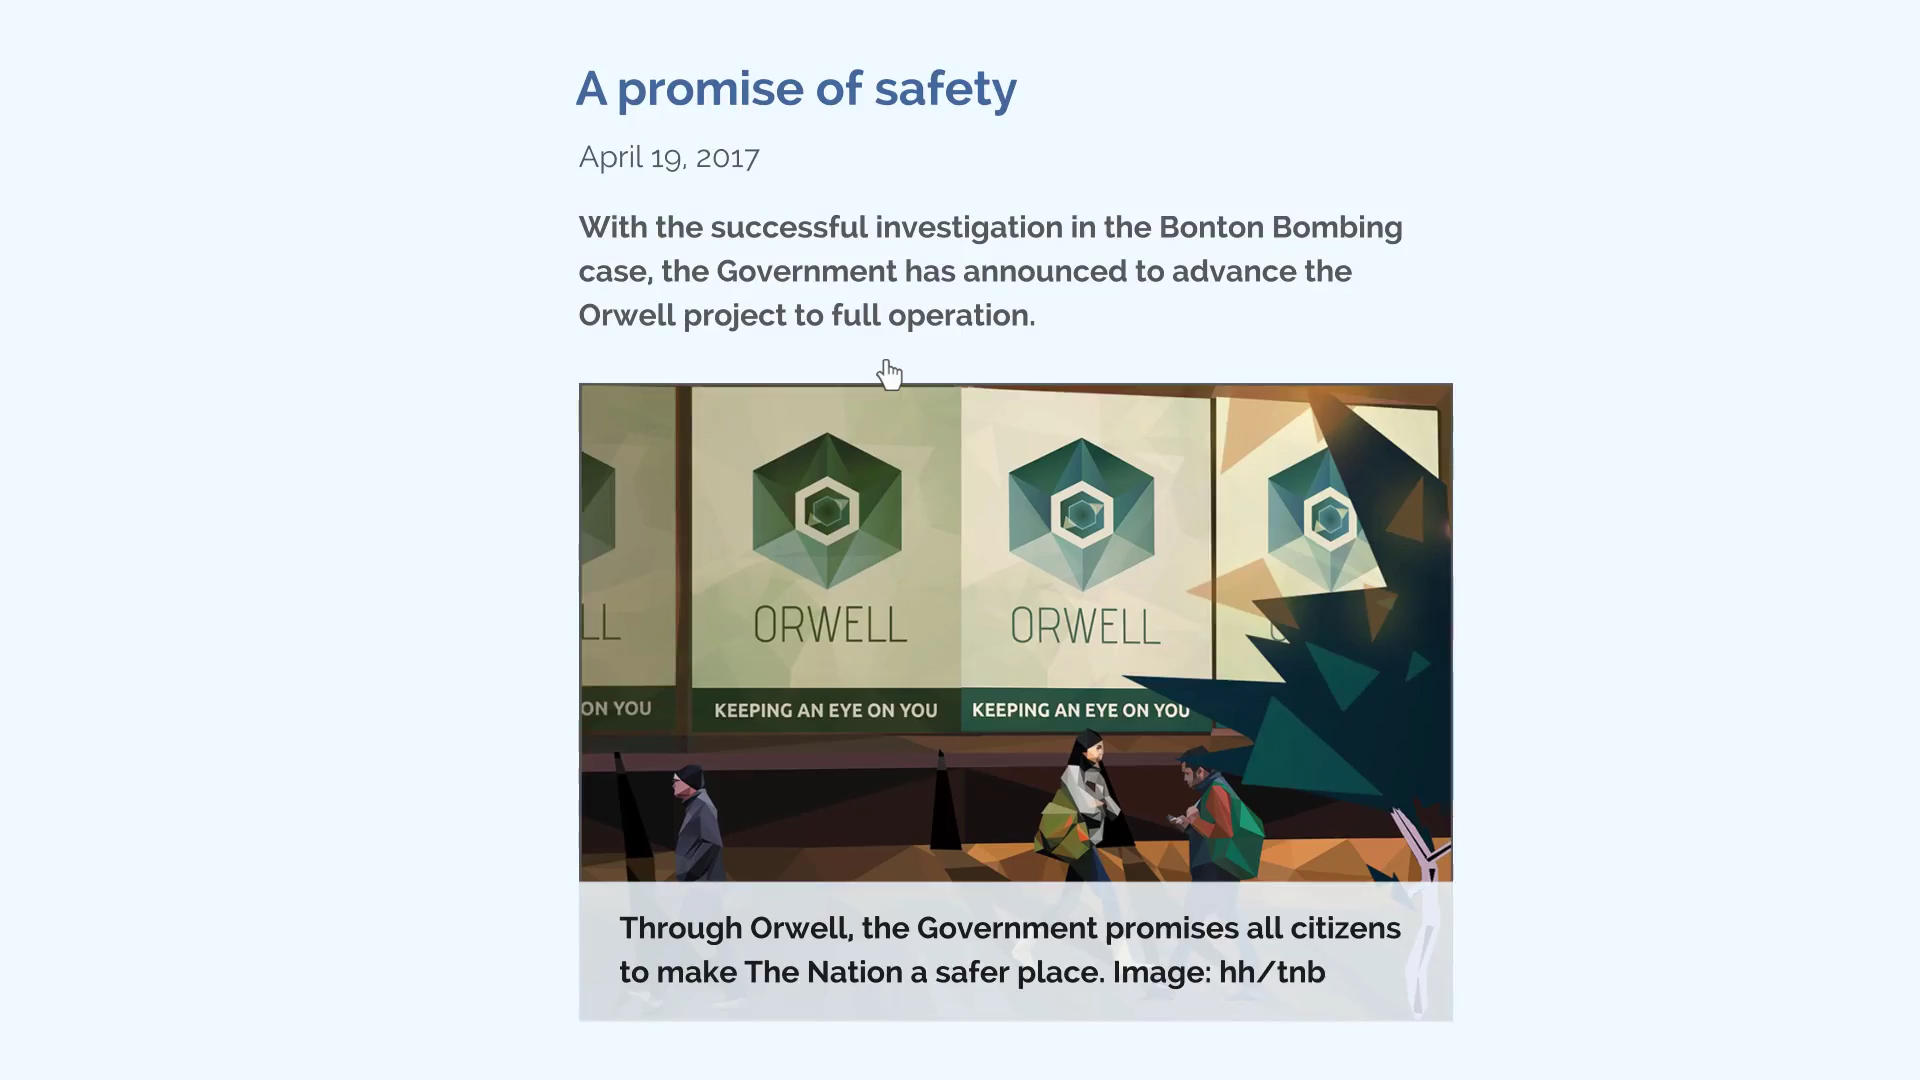 A promise of safety
April 19, 2017
With the successful investigation in the Bonton Bombing
case, the Government has announced to advance the
Orwell project to full operation.
LL
ORWELL
ORWELL
ON YOU
KEEPING AN EYE ON YOU
KEEPING AN EYE ON YOU
Through Orwell, the Government promises all citizens
to make The Nation a safer place. Image: hh/tnb